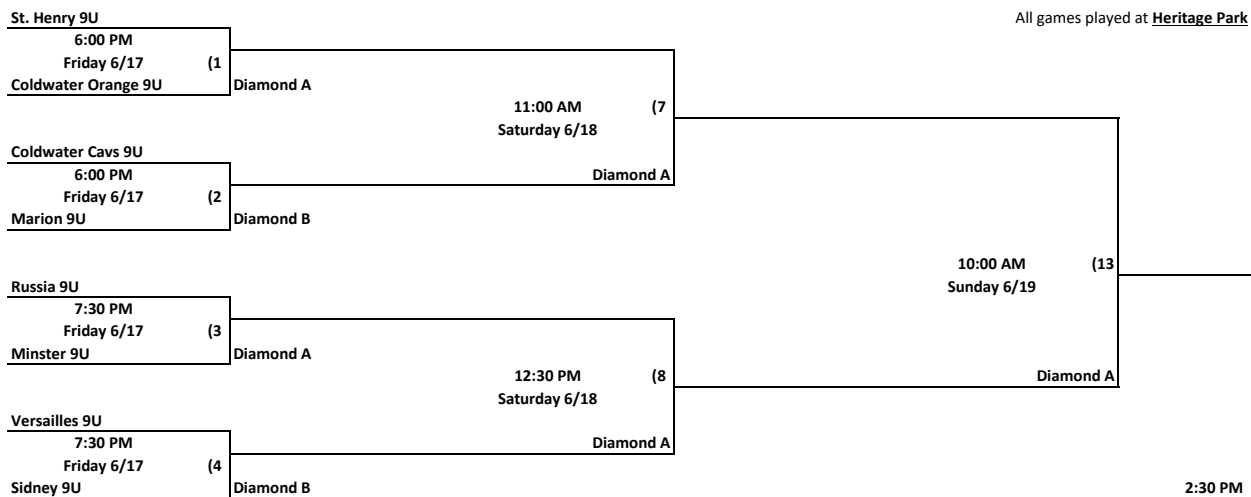 St. Henry 9U
All games played at Heritage Park
6:00 PM
Friday 6/17 (1
Coldwater Orange 9U Diamond A
11:00 AM (7
Saturday 6/18
Coldwater Cavs 9U
6:00 PM Diamond A
Friday 6/17 (2
Marion 9U Diamond B
10:00 AM (13
Sunday 6/19
Russia 9U
7:30 PM
Friday 6/17 (3
Minster 9U Diamond A
12:30 PM (8 Diamond A
Saturday 6/18
Versailles 9U
7:30 PM Diamond A
Friday 6/17 (4
Sidney 9U Diamond B
2:30 PM